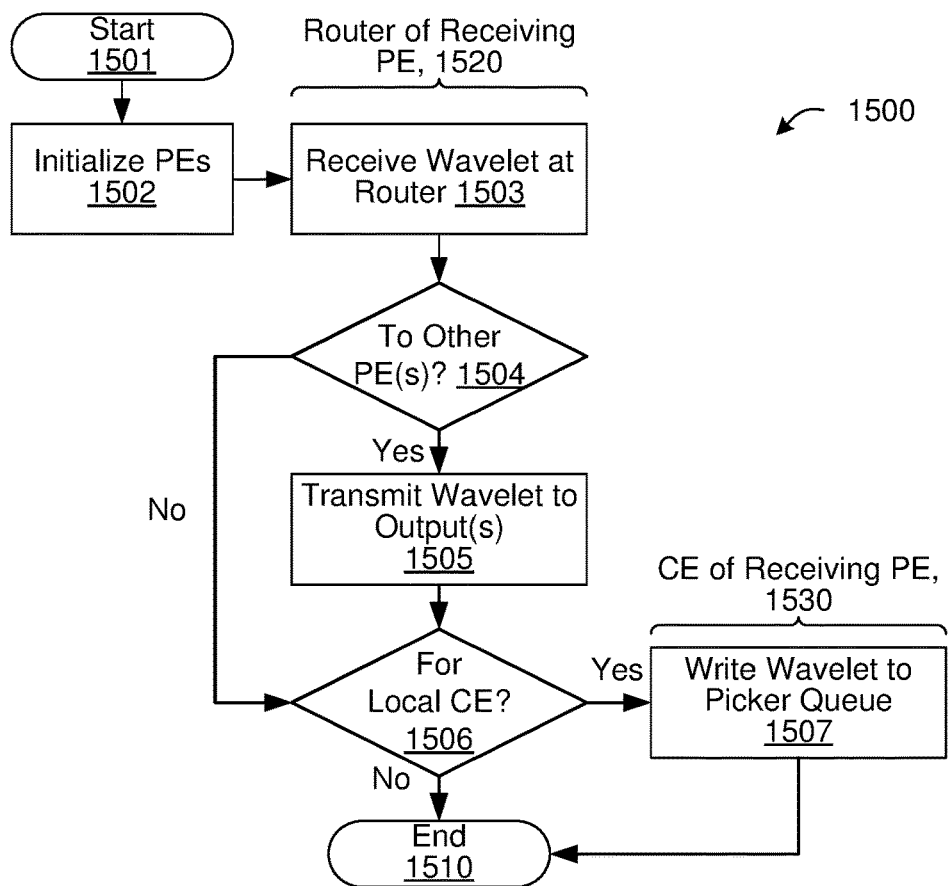 Start
1501
Router of Receiving
PE, 1520
1500
Initialize PEs
1502
Receive Wavelet at
Router 1503
To Other
PE(s)? 1504
Yes
No
Transmit Wavelet to
Output(s)
1505
CE of Receiving PE,
1530
For
Local CE?
1506
Yes
Write Wavelet to
Picker Queue
1507
No
End
1510